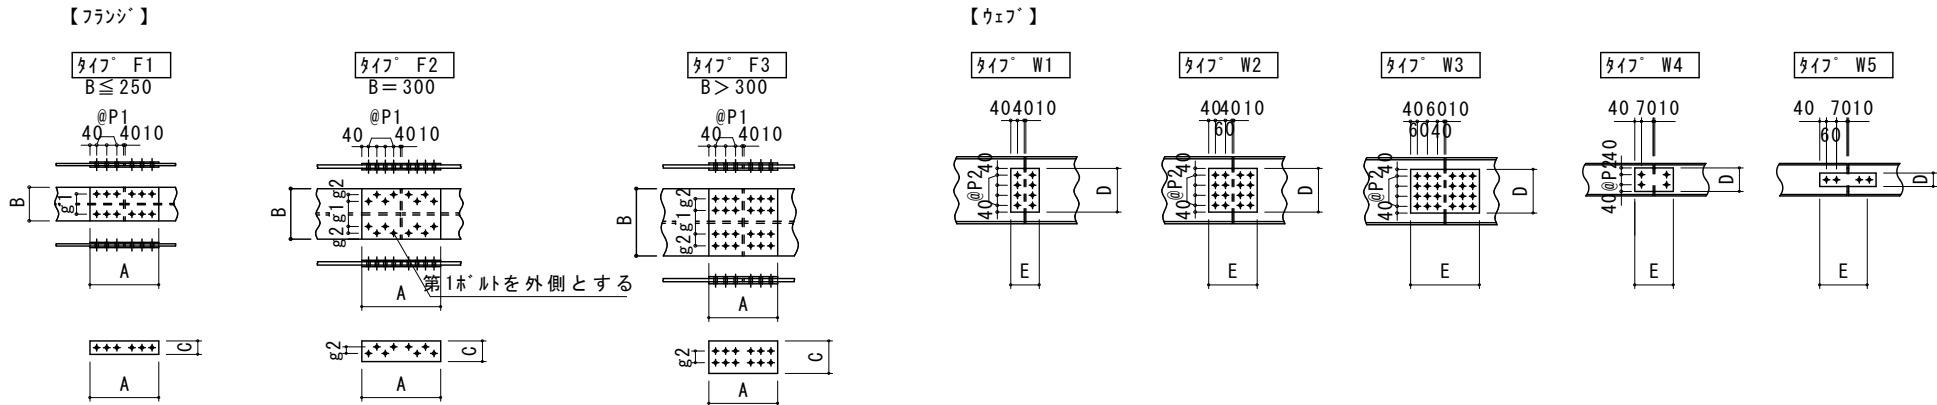 【ﾌﾗﾝｼﾞ】
【ｳｪﾌﾞ】
ﾀｲﾌﾟ F1
B≦250
@P1
40 4010
B
g1
A
C
A
ﾀｲﾌﾟ F2
B=300
@P1
40 4010
B
g2
g1
g2
A
第1ﾎﾞﾙﾄを外側とする
g2
C
A
ﾀｲﾌﾟ F3
B>300
@P1
40 4010
B
g2
g1
g2
A
g2
C
A
ﾀｲﾌﾟ W1
404010
40
@P2
40
D
E
ﾀｲﾌﾟ W2
404010
60
40
@P2
40
D
E
ﾀｲﾌﾟ W3
406010
6040
40
@P2
40
D
E
ﾀｲﾌﾟ W4
40 7010
40
@P2
40
D
E
ﾀｲﾌﾟ W5
40 7010
60
D
E